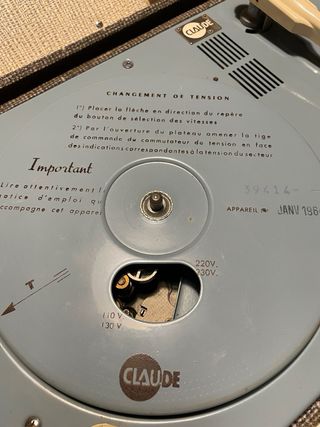 CLAUDE
CHANGEMENT DE TENSION
1°) Placer la flèche en direction du repère
du bouton de sélection des vitesses
2°) Par l'ouverture du plateau amener la tige
de commande du commutateur de tension en face
des indications correspondantes à la tension du secteur
Important
Lire attentivement l
notice d'emploi qu
accompagne cet appare
39414
APPAREIL N° JANV 196
T
220V.
230V.
T
110 V
130 V.
CLAUDE